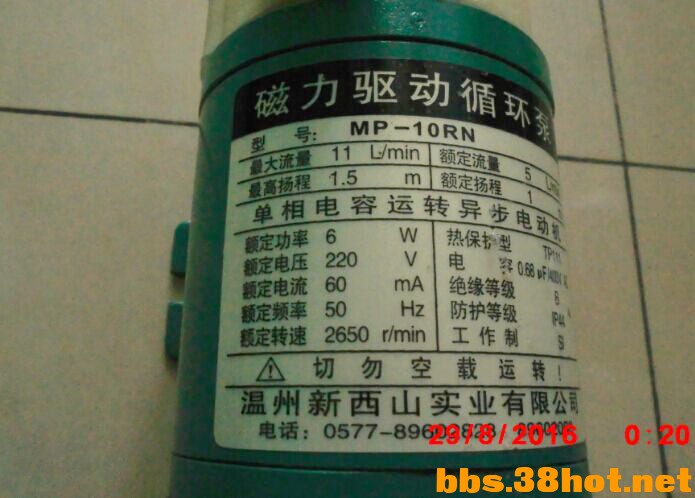 磁力驱动循环泵
型 号: MP-10RN
最大流量 11 L/min 额定流量 5
最高扬程 1.5 m 额定扬程 1
单相电容运转异步电动机
额定功率 6 W 热保护型
额定电压 220 V 电 容 0.68 μF/400V
额定电流 60 mA 绝缘等级
额定频率 50 Hz 防护等级 IP44
额定转速 2650 r/min 工作制
切勿空载运转!
温州新西山实业有限公司
电话: 0577-
29/8/2016 0:20
bbs.38hot.net